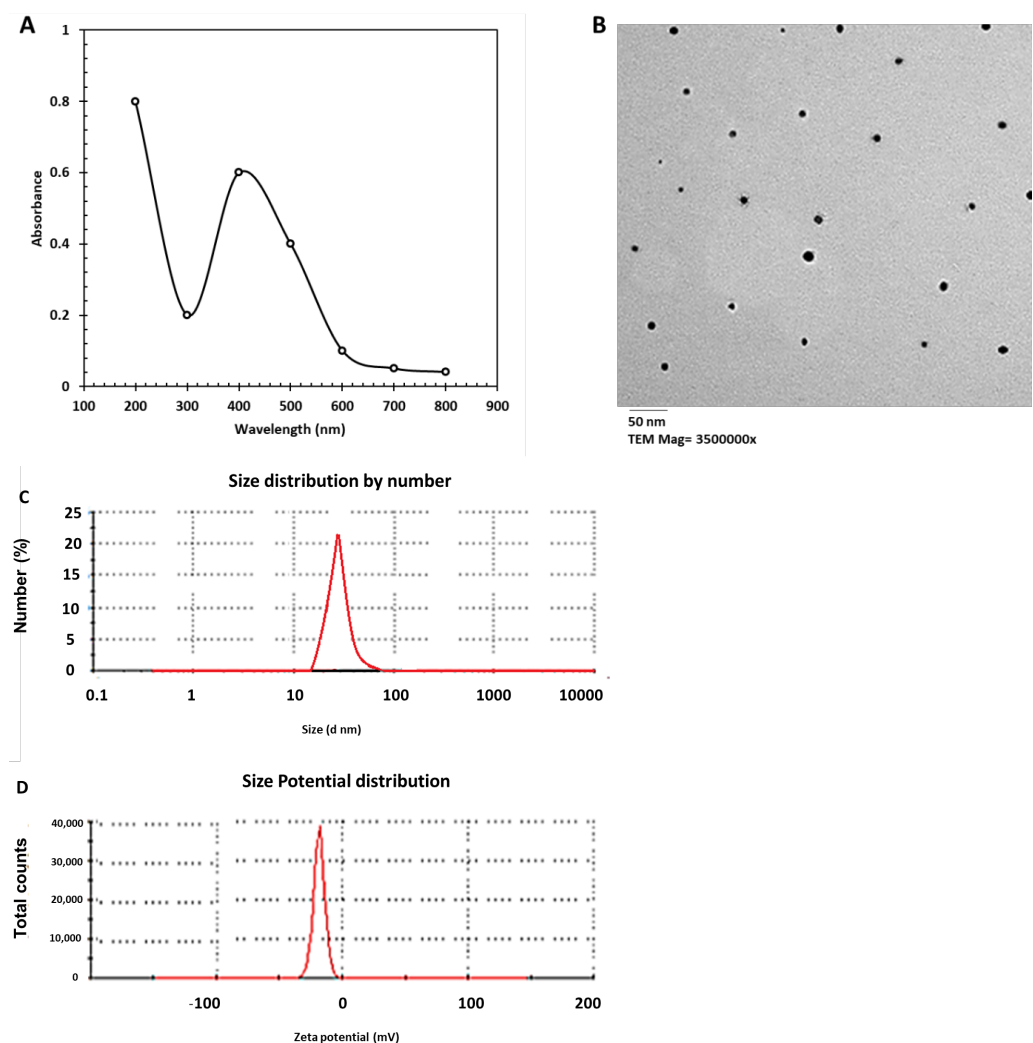 A
1
0.8
0.6
0.4
0.2
0
Absorbance
100 200 300 400 500 600 700 800 900
Wavelength (nm)
B
50 nm
TEM Mag= 3500000x
C
Size distribution by number
25
20
15
10
5
0
Number (%)
0.1 1 10 100 1000 10000
Size (d nm)
D
Size Potential distribution
40,000
30,000
20,000
10,000
0
Total counts
-100 0 100 200
Zeta potential (mV)